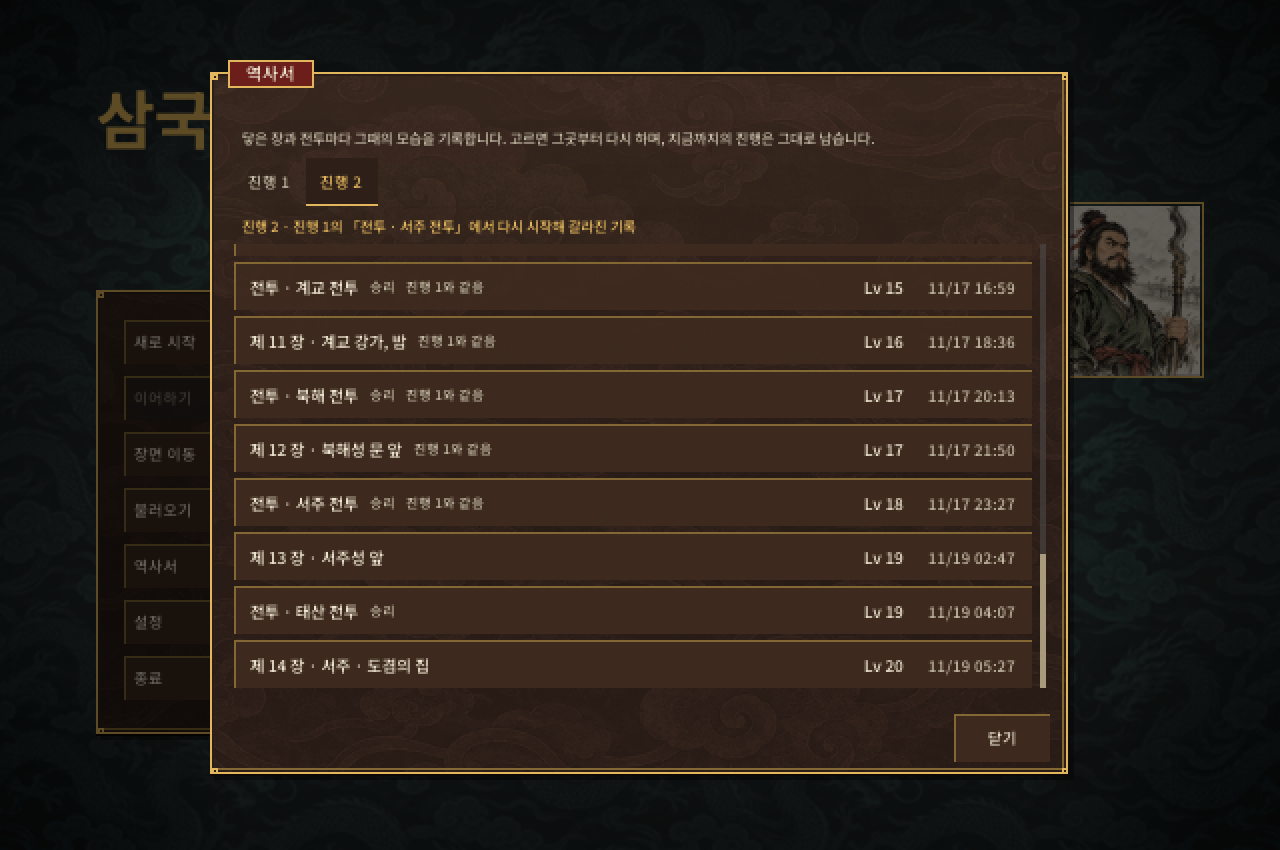 역사서
삼국
닿은 장과 전투마다 그때의 모습을 기록합니다. 고르면 그곳부터 다시 하며, 지금까지의 진행은 그대로 남습니다.
진행 1 진행 2
진행 2 - 진행 1의 「전투 · 서주 전투」에서 다시 시작해 갈라진 기록
전투 · 계교 전투 승리 진행 1와 같음 Lv 15 11/17 16:59
제 11 장 · 계교 강가, 밤 진행 1와 같음 Lv 16 11/17 18:36
전투 · 북해 전투 승리 진행 1와 같음 Lv 17 11/17 20:13
제 12 장 · 북해성 문 앞 진행 1와 같음 Lv 17 11/17 21:50
전투 · 서주 전투 승리 진행 1와 같음 Lv 18 11/17 23:27
제 13 장 · 서주성 앞 Lv 19 11/19 02:47
전투 · 태산 전투 승리 Lv 19 11/19 04:07
제 14 장 · 서주 · 도겸의 집 Lv 20 11/19 05:27
닫기
새로 시작
이어하기
장면 이동
불러오기
역사서
설정
종료